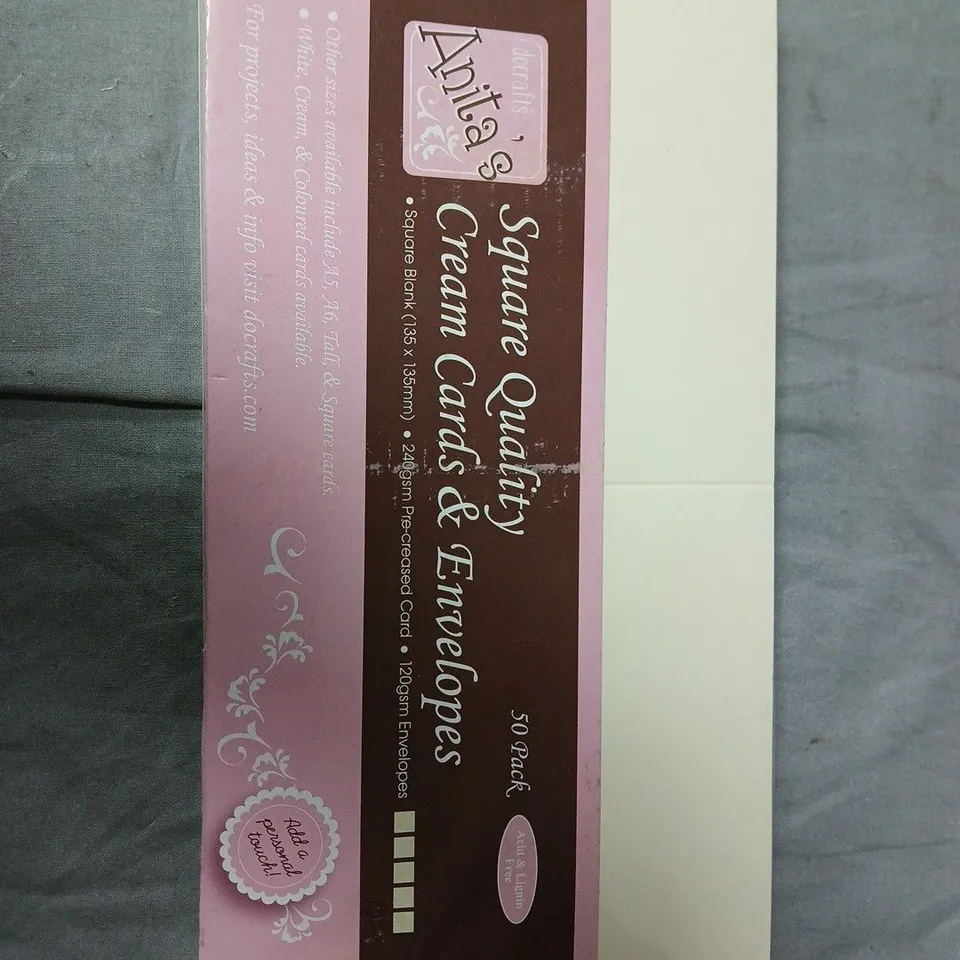 docrafts
Anita's
Square Quality
Cream Cards & Envelopes
50 Pack
Acid & Lignin
Free
• Square Blank (135 x 135mm) • 240gsm Pre-creased Card • 120gsm Envelopes
• Other sizes available include A5, A6, Tall, & Square cards.
• White, Cream, & Coloured cards available.
For projects, ideas & info visit docrafts.com
Add a
personal
touch!